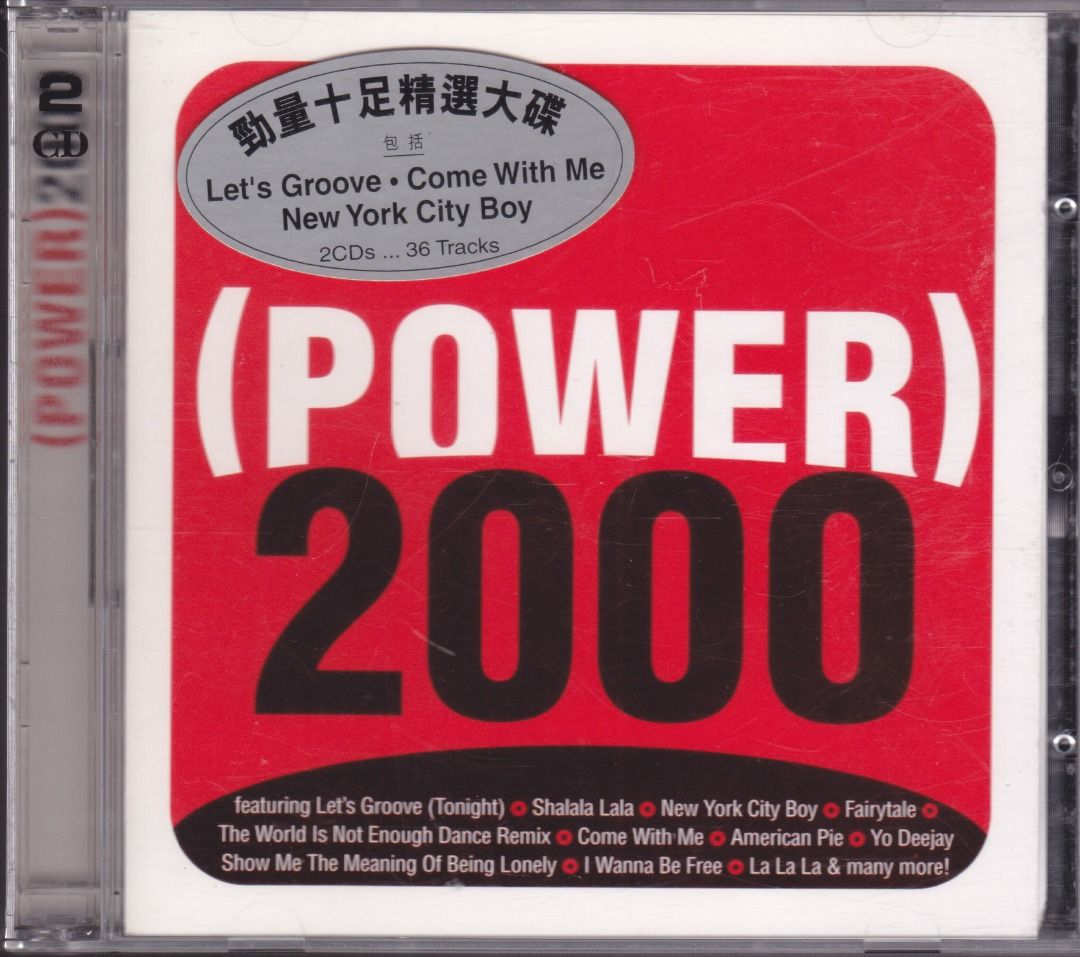 勁量十足精選大碟
包括
Let's Groove • Come With Me
New York City Boy
2CDs ... 36 Tracks
2
CD
(POWER)2
(POWER)
2000
featuring Let's Groove (Tonight) • Shalala Lala • New York City Boy • Fairytale •
The World Is Not Enough Dance Remix • Come With Me • American Pie • Yo Deejay
Show Me The Meaning Of Being Lonely • I Wanna Be Free • La La La & many more!